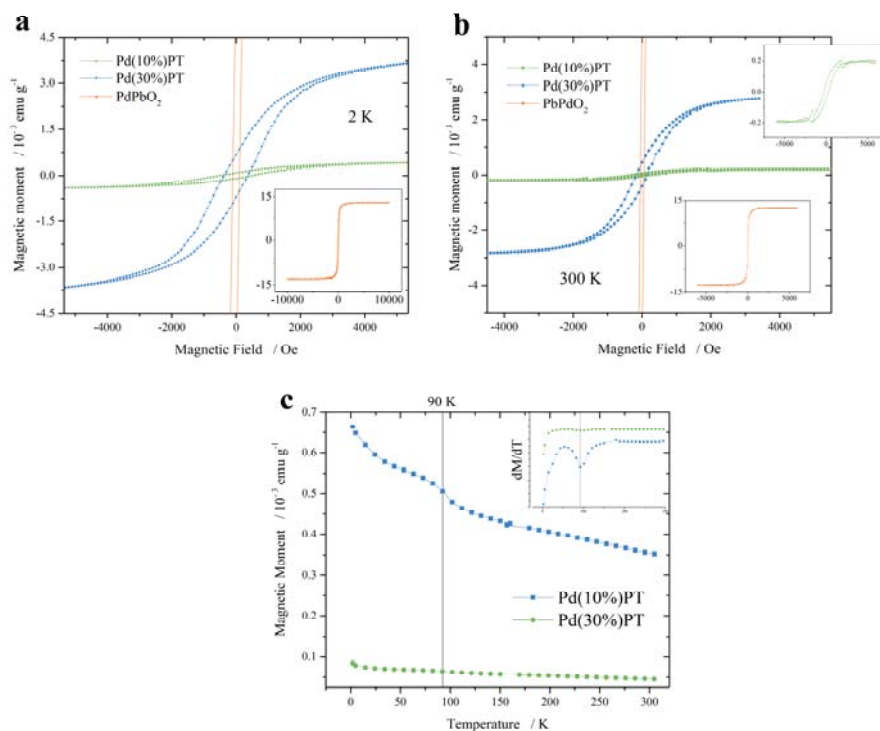 a
4.5
3.0
1.5
0.0
-1.5
-3.0
-4.5
Magnetic moment / 10⁻³ emu g⁻¹
Pd(10%)PT
Pd(30%)PT
PdPbO₂
2 K
15
0
-15
-10000 0 10000
-4000 -2000 0 2000 4000
Magnetic Field / Oe
b
4
2
0
-2
-4
Magnetic moment / 10⁻³ emu g⁻¹
Pd(10%)PT
Pd(30%)PT
PbPdO₂
300 K
0.2
0.0
-0.2
-5000 0 5000
15
0
-15
-5000 0 5000
-4000 -2000 0 2000 4000
Magnetic Field / Oe
c
90 K
0.7
0.6
0.5
0.4
0.3
0.2
0.1
Magnetic Moment / 10⁻³ emu g⁻¹
dM/dT
Pd(10%)PT
Pd(30%)PT
0 50 100 150 200 250 300
Temperature / K